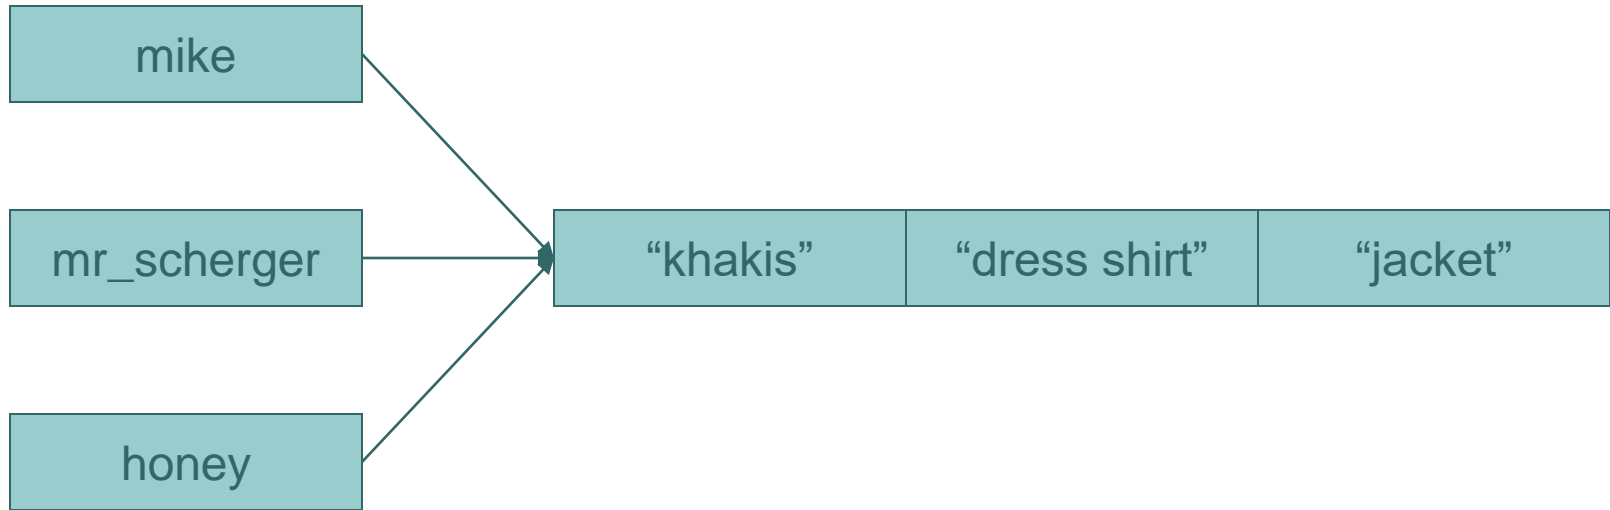 mike
mr_scherger
“khakis”
“dress shirt”
“jacket”
honey